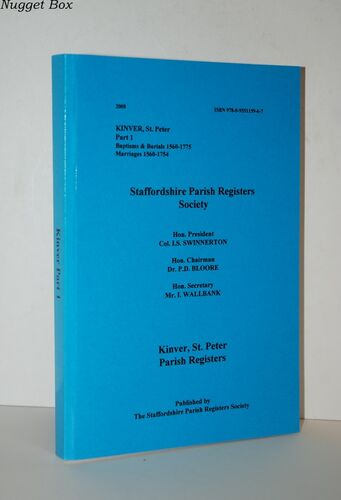 Nugget Box
2008
ISBN 978-0-9551159-6-7
KINVER, St. Peter
Part 1
Baptisms & Burials 1560-1775
Marriages 1560-1754
Staffordshire Parish Registers
Society
Hon. President
Col. I.S. SWINNERTON
Hon. Chairman
Dr. P.D. BLOORE
Hon. Secretary
Mr. I. WALLBANK
Kinver, St. Peter
Parish Registers
Published by
The Staffordshire Parish Registers Society
Kinver Part 1